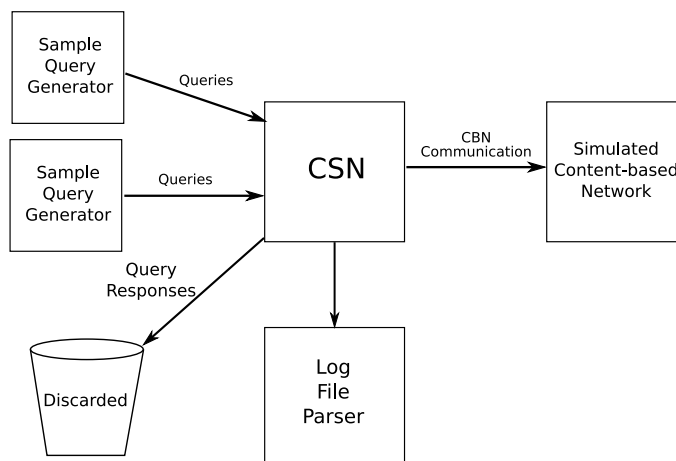 Sample
Query
Generator
Queries
Sample
Query
Generator
Queries
CSN
CBN
Communication
Simulated
Content-based
Network
Query
Responses
Discarded
Log
File
Parser